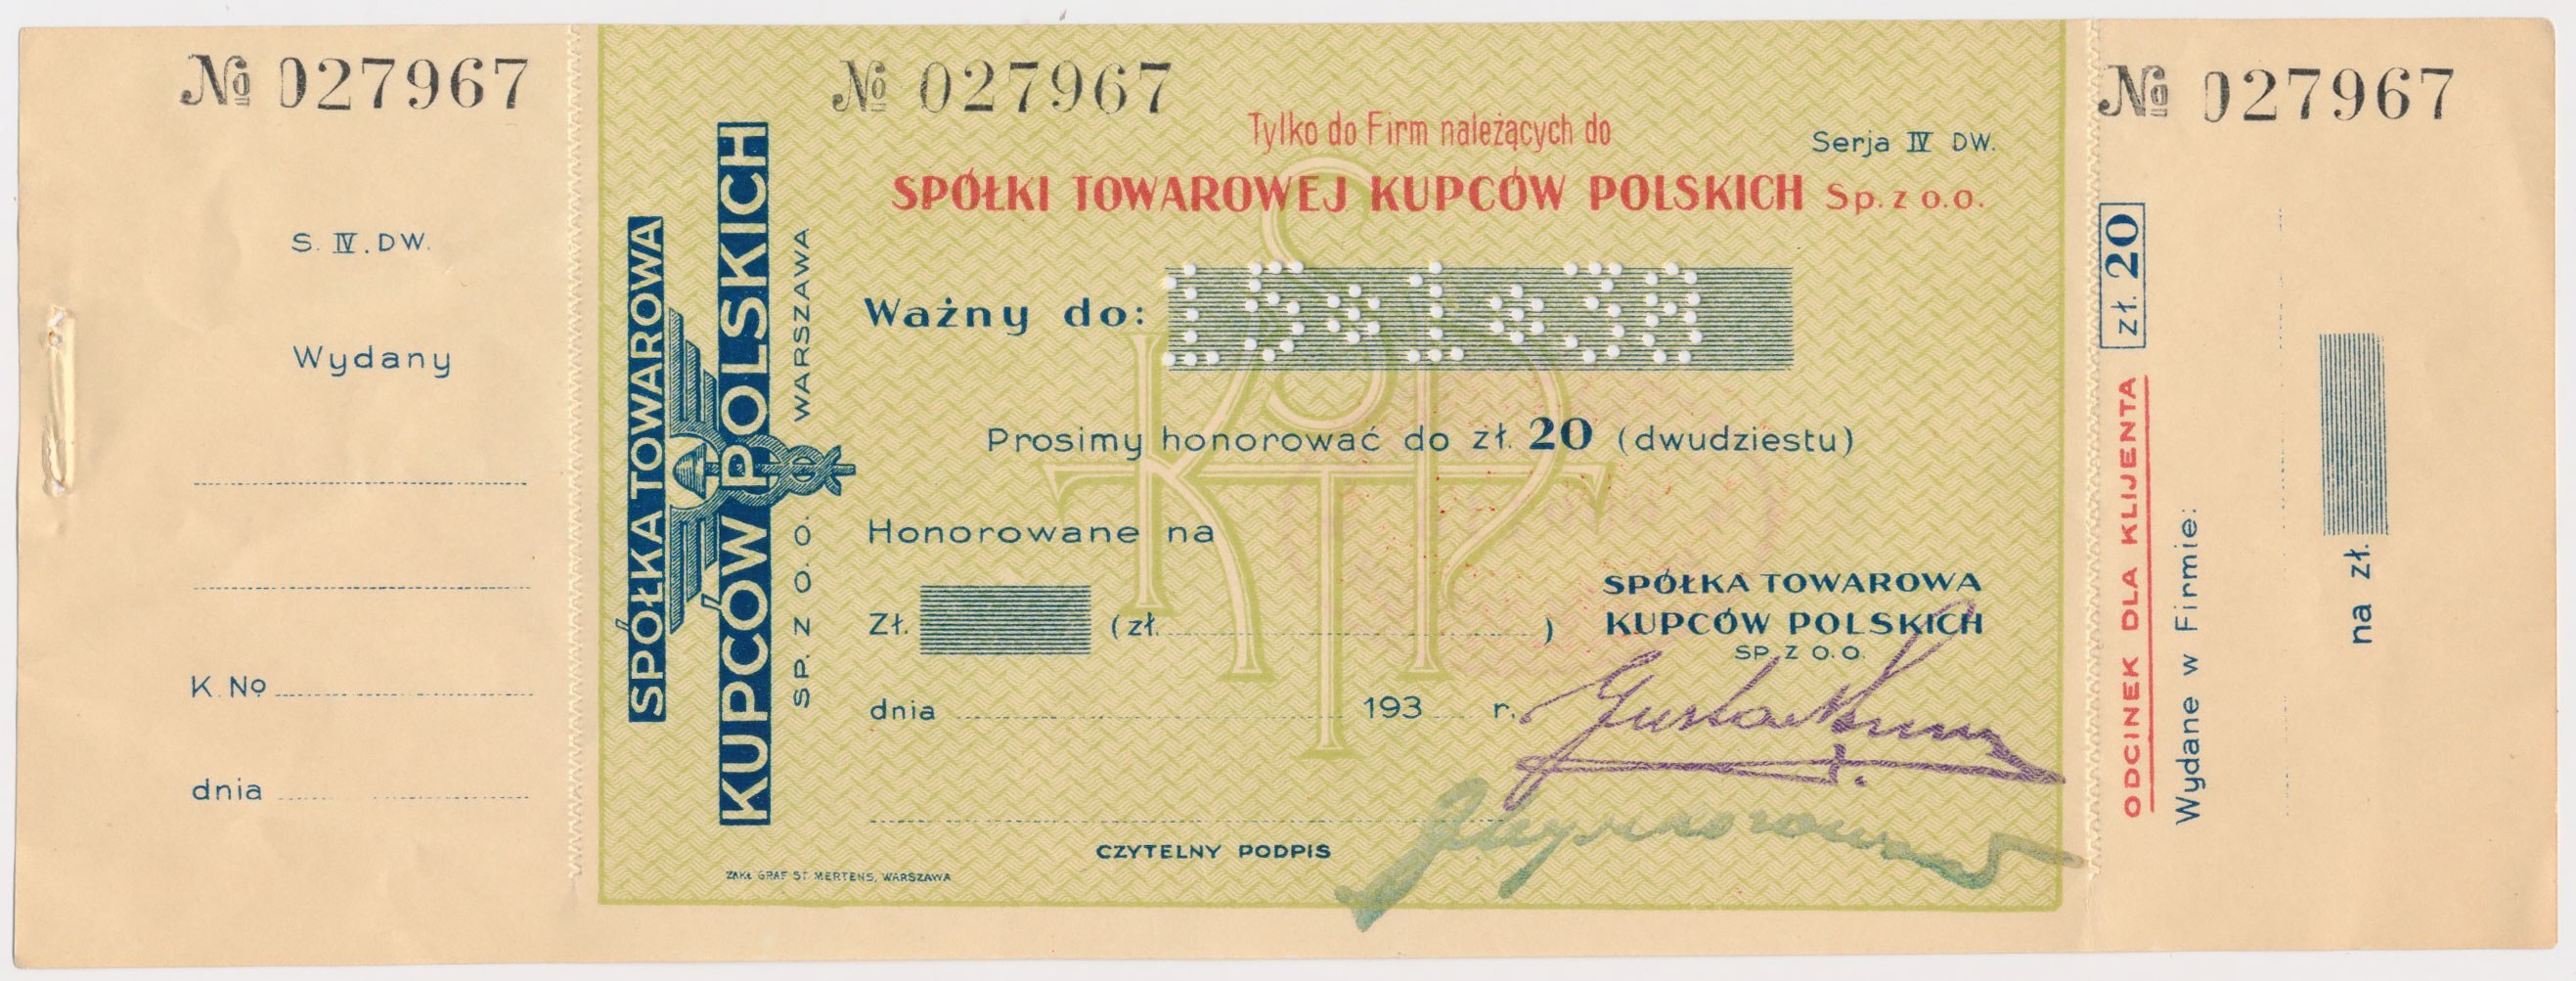 № 027967
S. IV. DW.
Wydany
K. №
dnia
№ 027967
Tylko do Firm należących do
Serja IV DW.
SPÓŁKI TOWAROWEJ KUPCÓW POLSKICH Sp. z o.o.
SPÓŁKA TOWAROWA
KUPCÓW POLSKICH
SP. Z O. O. WARSZAWA
Ważny do:
Prosimy honorować do zł. 20 (dwudziestu)
Honorowane na
Zł. (zł. )
SPÓŁKA TOWAROWA
KUPCÓW POLSKICH
SP. Z O. O.
dnia 193 r.
CZYTELNY PODPIS
ZAKŁ GRAF ST MERTENS, WARSZAWA
№ 027967
ODCINEK DLA KLIJENTA zł. 20
Wydane w Firmie:
na zł.